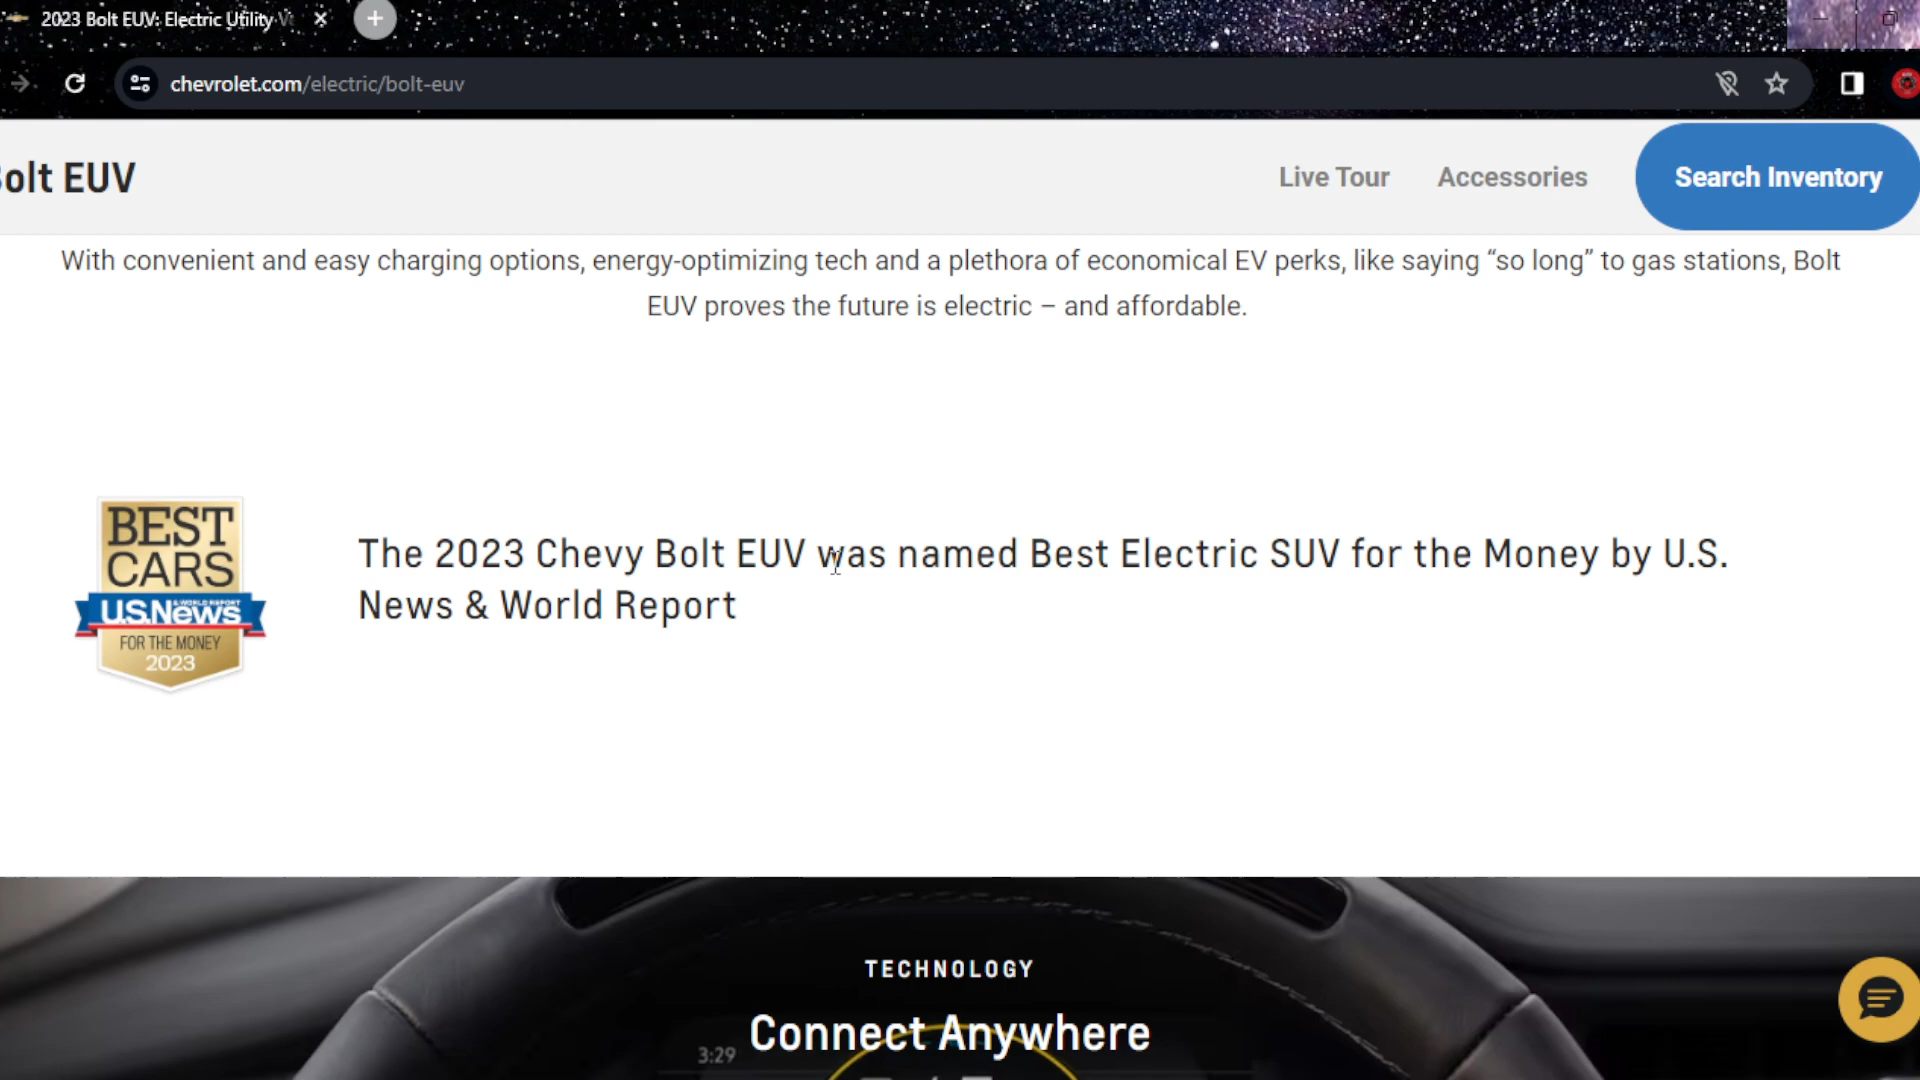 2023 Bolt EUV: Electric Utility
chevrolet.com/electric/bolt-euv
olt EUV
Live Tour
Accessories
Search Inventory
With convenient and easy charging options, energy-optimizing tech and a plethora of economical EV perks, like saying “so long” to gas stations, Bolt
EUV proves the future is electric – and affordable.
BEST
CARS
U.S.News
& WORLD REPORT
FOR THE MONEY
2023
The 2023 Chevy Bolt EUV was named Best Electric SUV for the Money by U.S.
News & World Report
TECHNOLOGY
Connect Anywhere
3:29